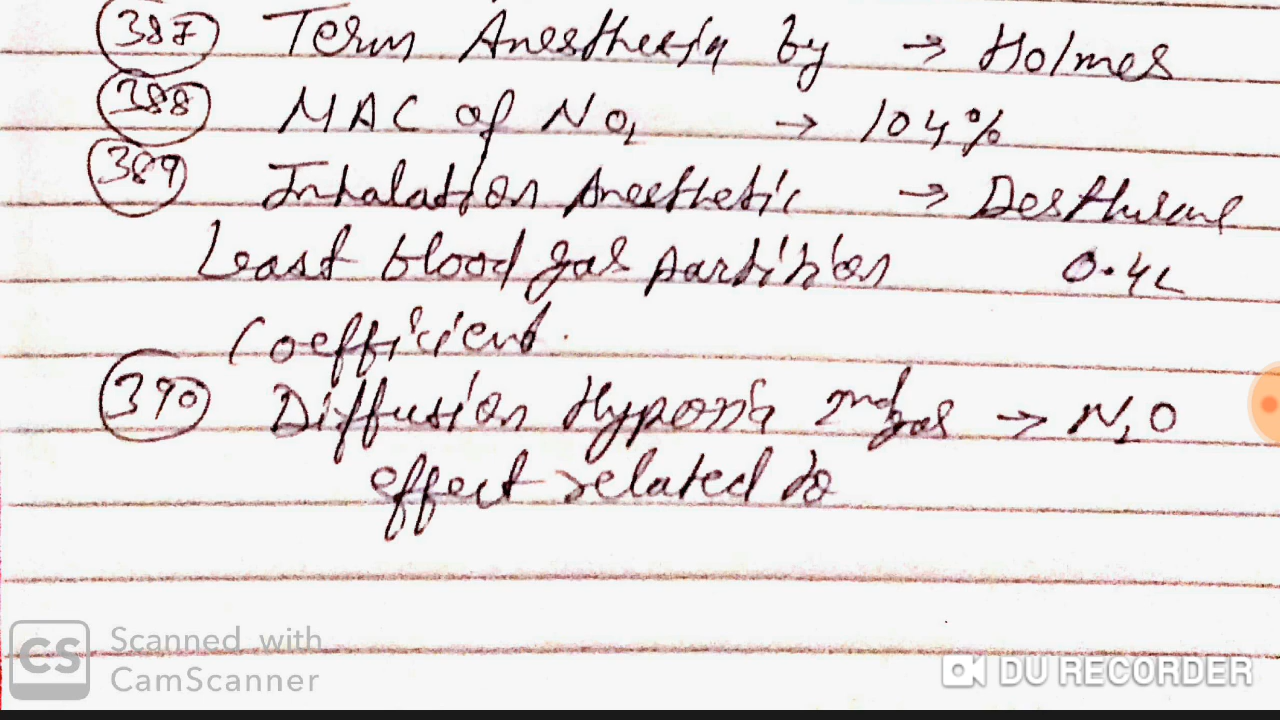 387 Term Anesthesia by → Holmes
388 MAC of NO2 → 104%
389 Inhalation Anesthetic → Desflurane
Least blood gas partition 0.42
Coefficient.
390 Diffusion Hypoxia 2nd gas → N2O
effect related to
CS Scanned with
CamScanner
DU RECORDER